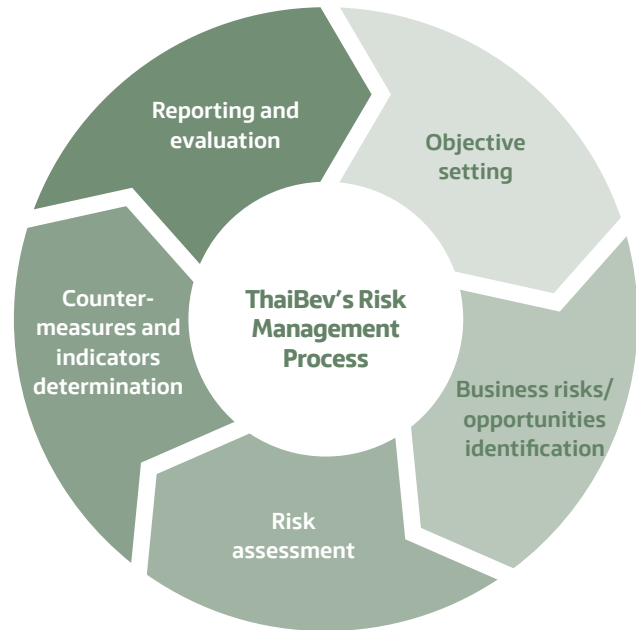 Reporting and
evaluation
Objective
setting
ThaiBev's Risk
Management
Process
Counter-
measures and
indicators
determination
Business risks/
opportunities
identification
Risk
assessment